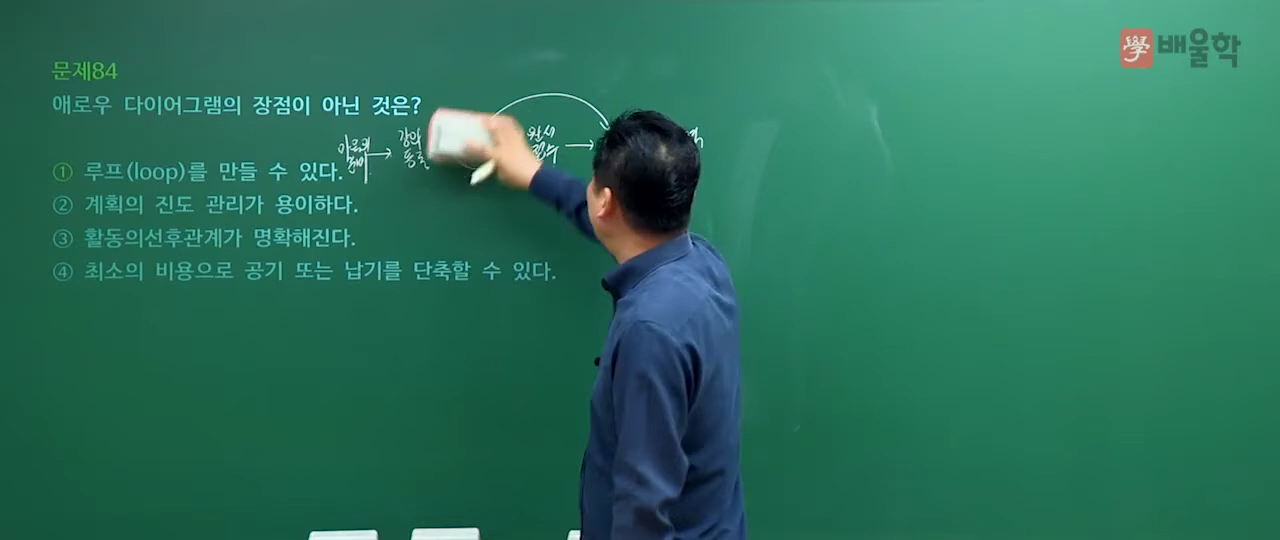 學 배울학
문제84
애로우 다이어그램의 장점이 아닌 것은?
① 루프(loop)를 만들 수 있다.
② 계획의 진도 관리가 용이하다.
③ 활동의선후관계가 명확해진다.
④ 최소의 비용으로 공기 또는 납기를 단축할 수 있다.